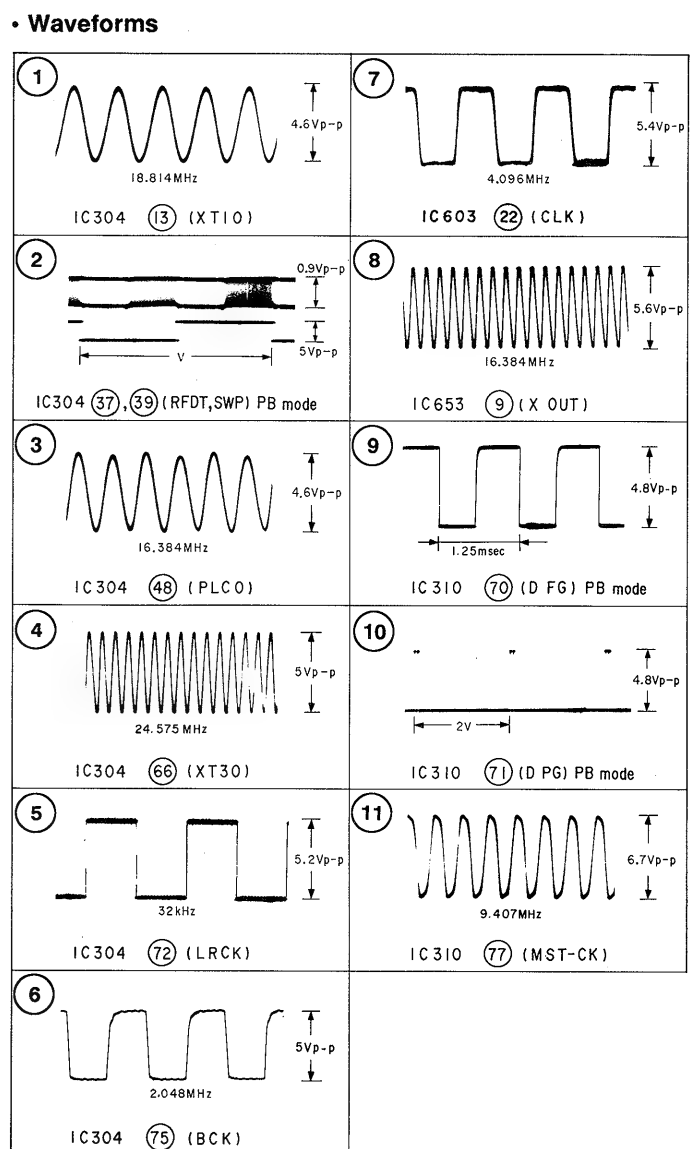 • Waveforms
1
4.6Vp-p
18.814MHz
IC304 13 (XTIO)
2
0.9Vp-p
V
5Vp-p
IC304 37, 39 (RFDT,SWP) PB mode
3
4.6Vp-p
16.384MHz
IC304 48 (PLCO)
4
5Vp-p
24.575 MHz
IC304 66 (XT30)
5
5.2Vp-p
32kHz
IC304 72 (LRCK)
6
5Vp-p
2.048MHz
IC304 75 (BCK)
7
5.4Vp-p
4.096MHz
IC603 22 (CLK)
8
5.6Vp-p
16.384MHz
IC653 9 (X OUT)
9
4.8Vp-p
1.25msec
IC310 70 (D FG) PB mode
10
4.8Vp-p
2V
IC310 71 (D PG) PB mode
11
6.7Vp-p
9.407MHz
IC310 77 (MST-CK)